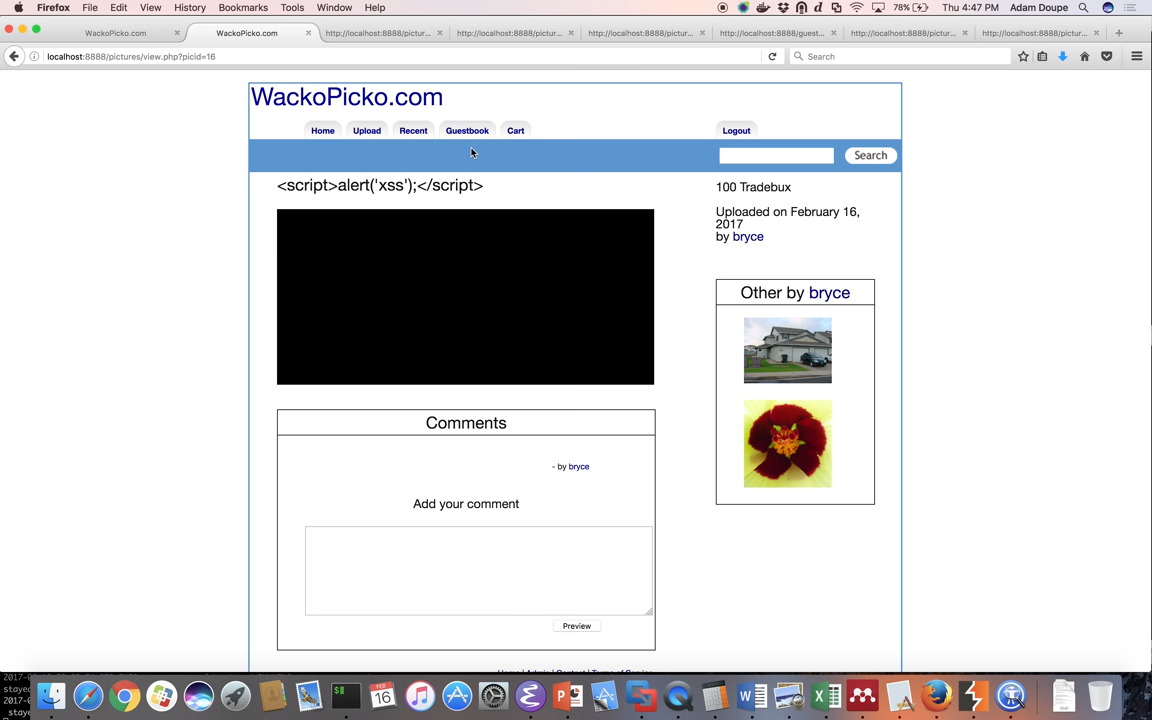 Firefox File Edit View History Bookmarks Tools Window Help 78% Thu 4:47 PM Adam Doupe
WackoPicko.com WackoPicko.com http://localhost:8888/pictur... http://localhost:8888/pictur... http://localhost:8888/pictur... http://localhost:8888/guest... http://localhost:8888/pictur... http://localhost:8888/pictur...
localhost:8888/pictures/view.php?picid=16 Search
WackoPicko.com
Home Upload Recent Guestbook Cart Logout
Search
<script>alert('xss');</script>
100 Tradebux
Uploaded on February 16,
2017
by bryce
Other by bryce
Comments
- by bryce
Add your comment
Preview